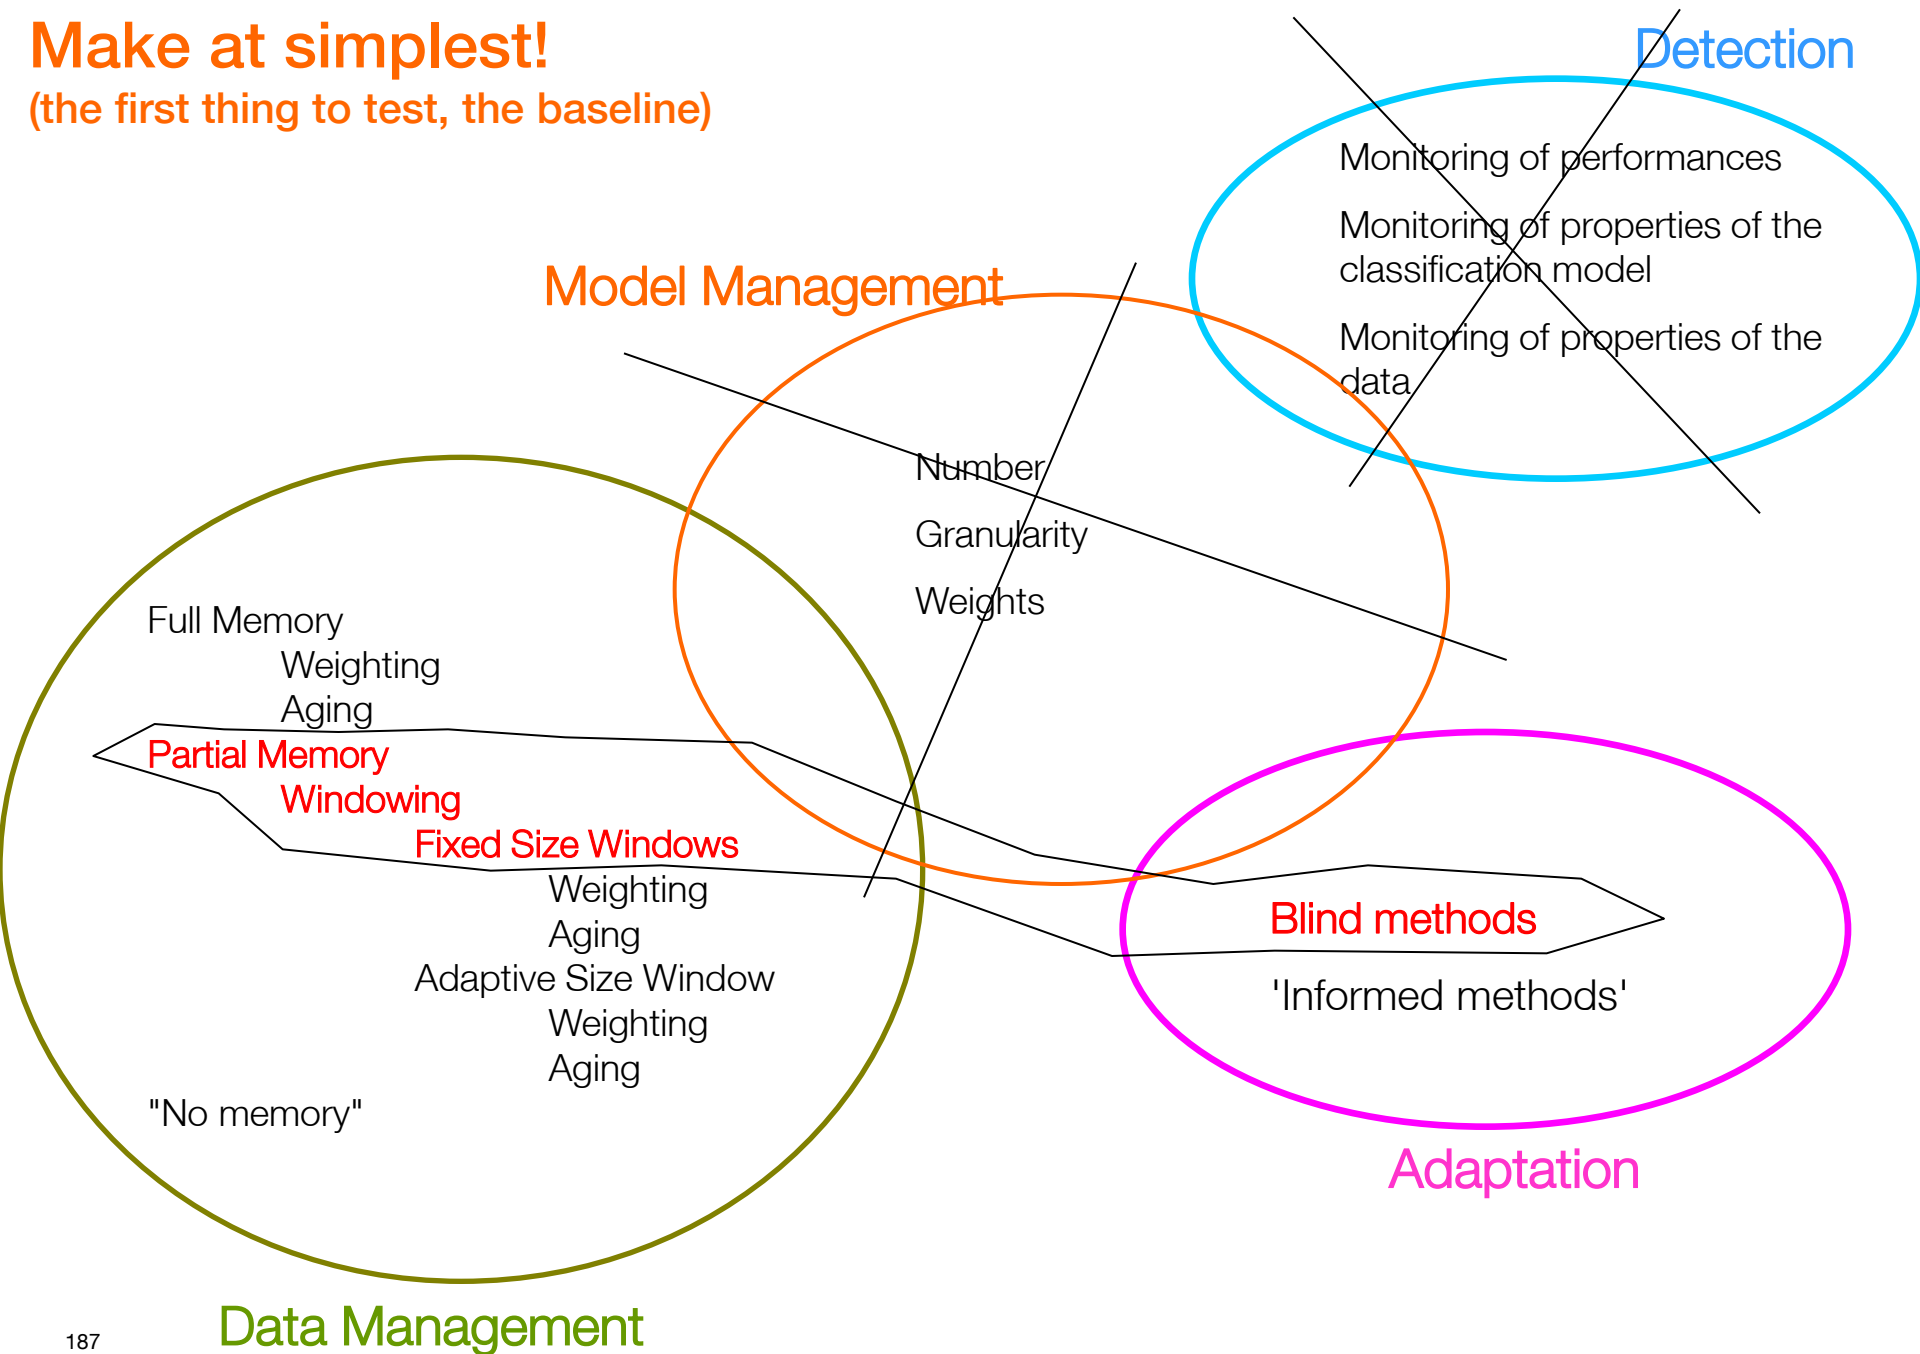 Make at simplest!
(the first thing to test, the baseline)
Detection
Monitoring of performances
Monitoring of properties of the
classification model
Monitoring of properties of the
data
Model Management
Number
Granularity
Weights
Full Memory
Weighting
Aging
Partial Memory
Windowing
Fixed Size Windows
Weighting
Aging
Adaptive Size Window
Weighting
Aging
"No memory"
Blind methods
'Informed methods'
Adaptation
Data Management
187